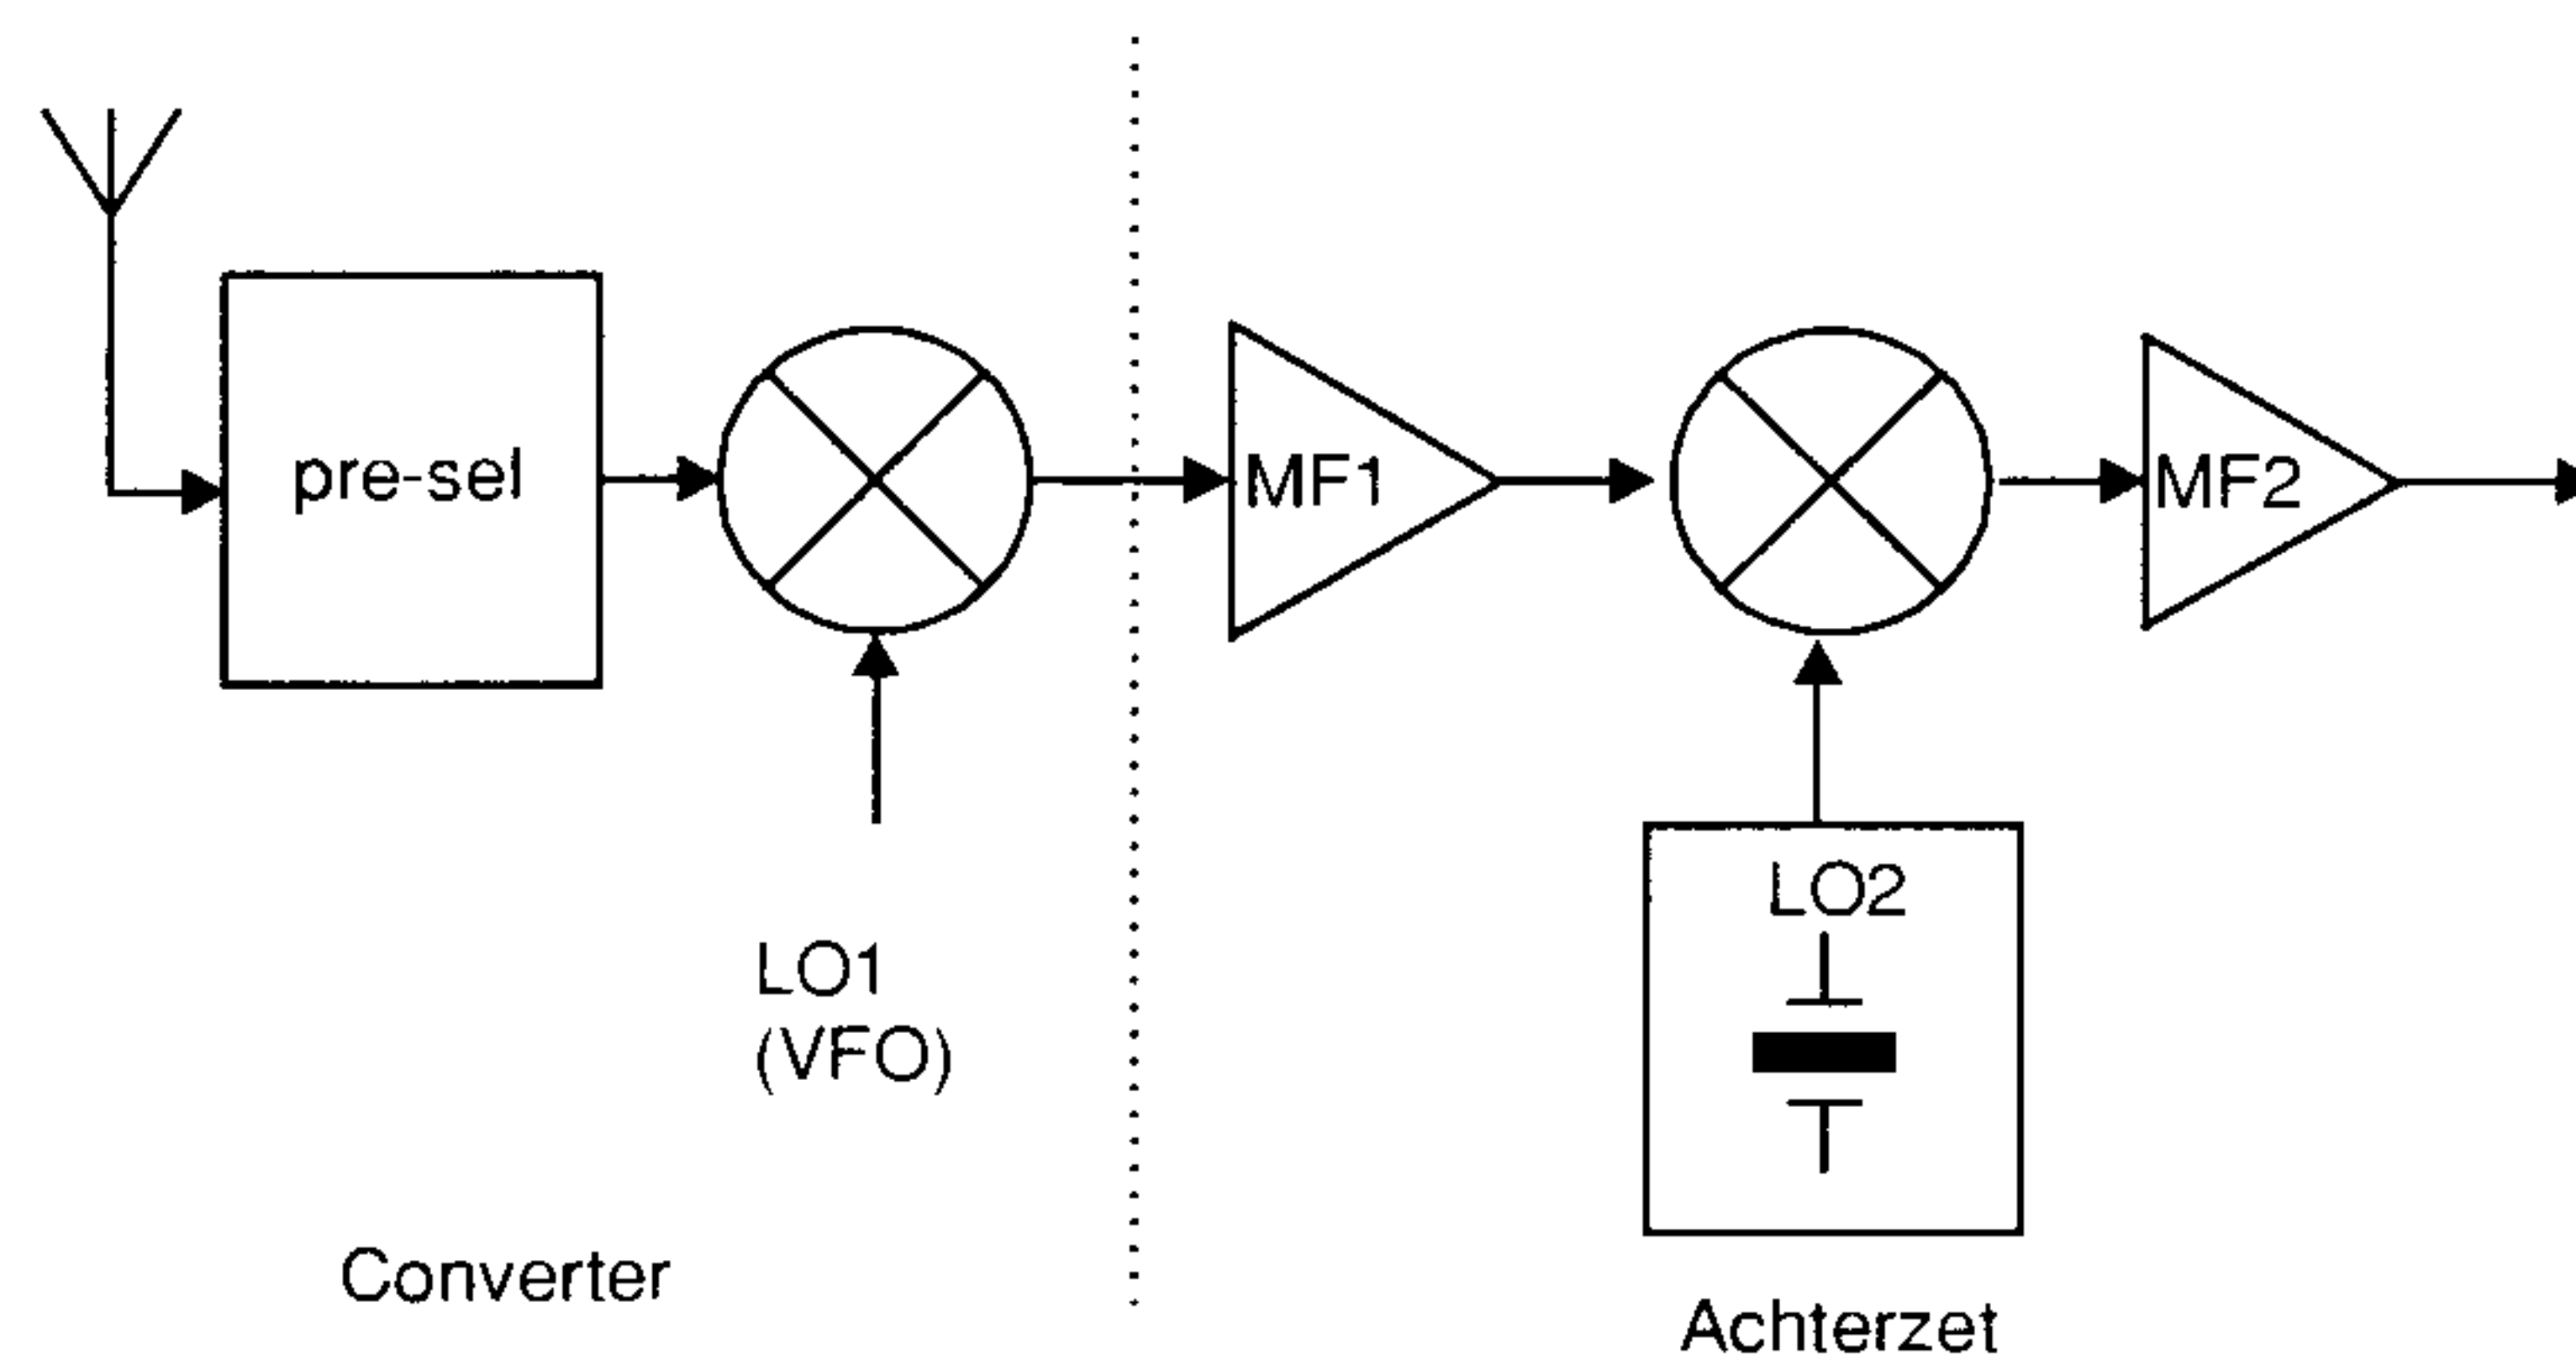 pre-sel
MF1
MF2
LO1
(VFO)
LO2
Converter
Achterzet